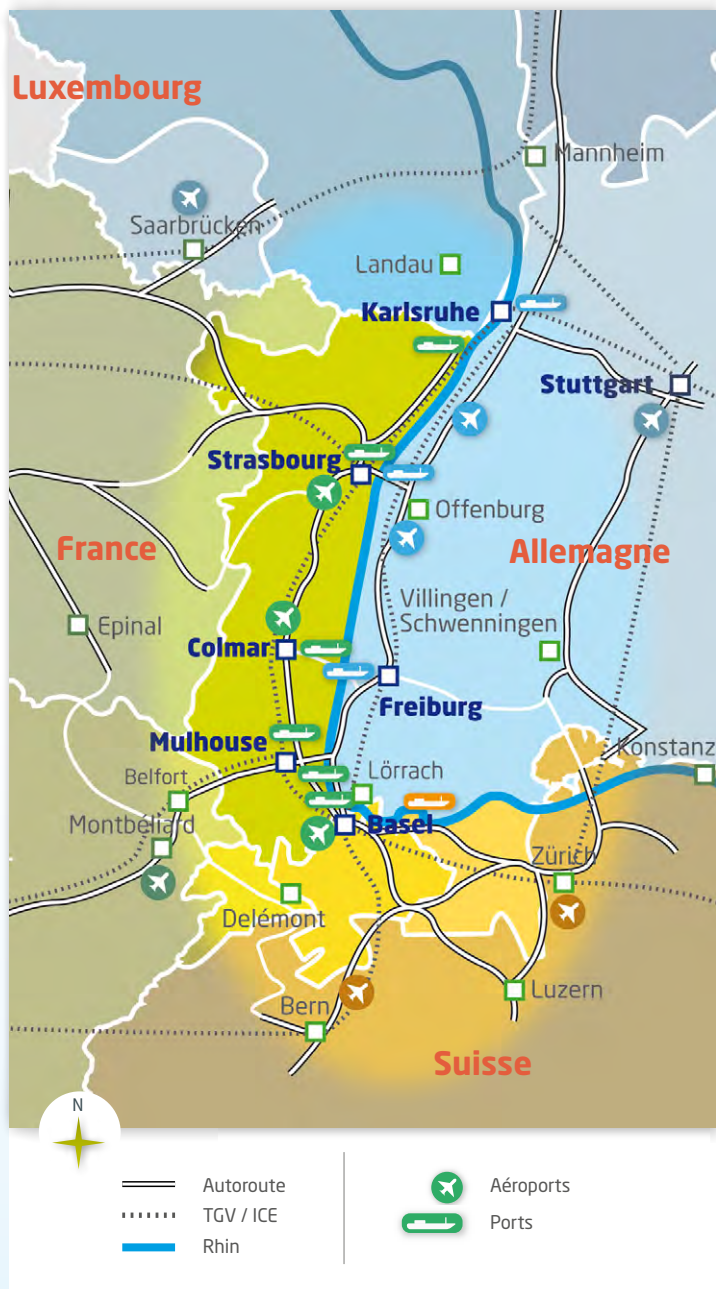 Luxembourg
Mannheim
Saarbrücken
Landau
Karlsruhe
Stuttgart
Strasbourg
Offenburg
France
Allemagne
Villingen /
Schwenningen
Epinal
Colmar
Freiburg
Mulhouse
Konstanz
Lörrach
Belfort
Montbéliard
Basel
Zürich
Delémont
Luzern
Bern
Suisse
N
Autoroute
TGV / ICE
Rhin
Aéroports
Ports